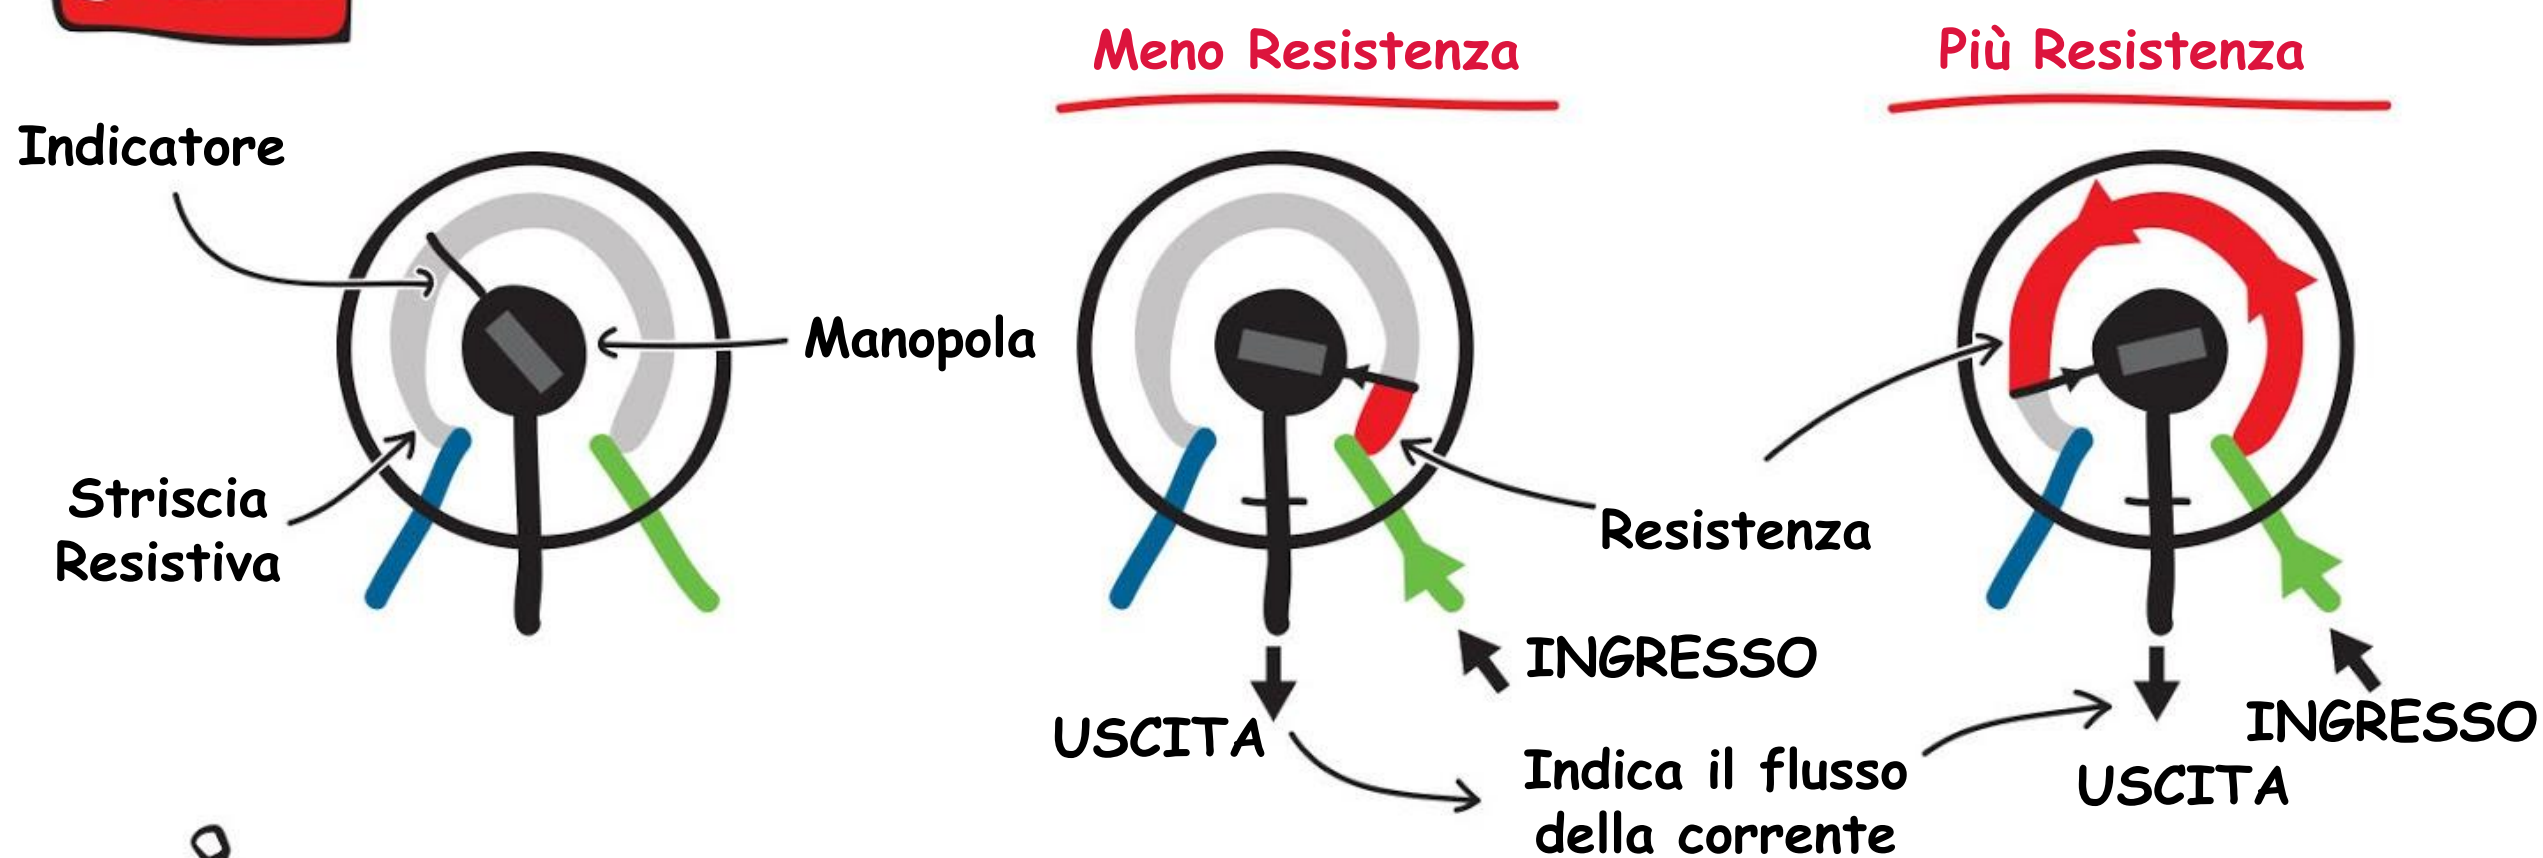 Meno Resistenza
Più Resistenza
Indicatore
Manopola
Striscia
Resistiva
Resistenza
INGRESSO
USCITA
INGRESSO
USCITA
Indica il flusso
della corrente